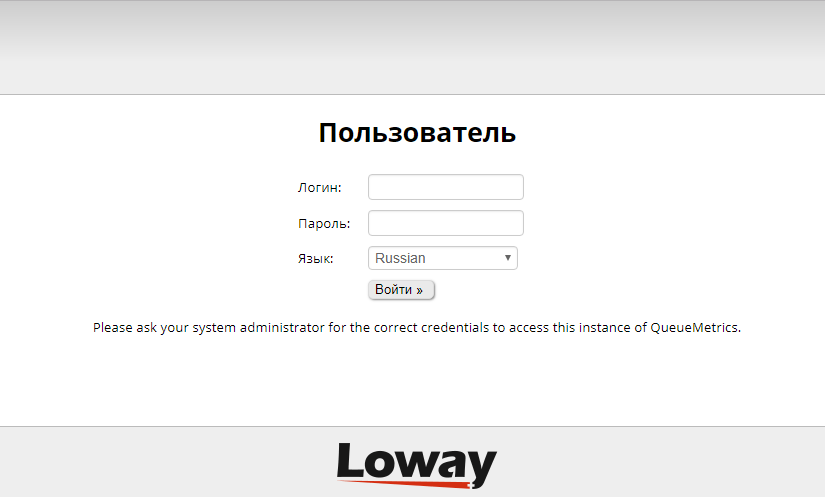 Пользователь
Логин:
Пароль:
Язык: Russian
Войти »
Please ask your system administrator for the correct credentials to access this instance of QueueMetrics.
Loway